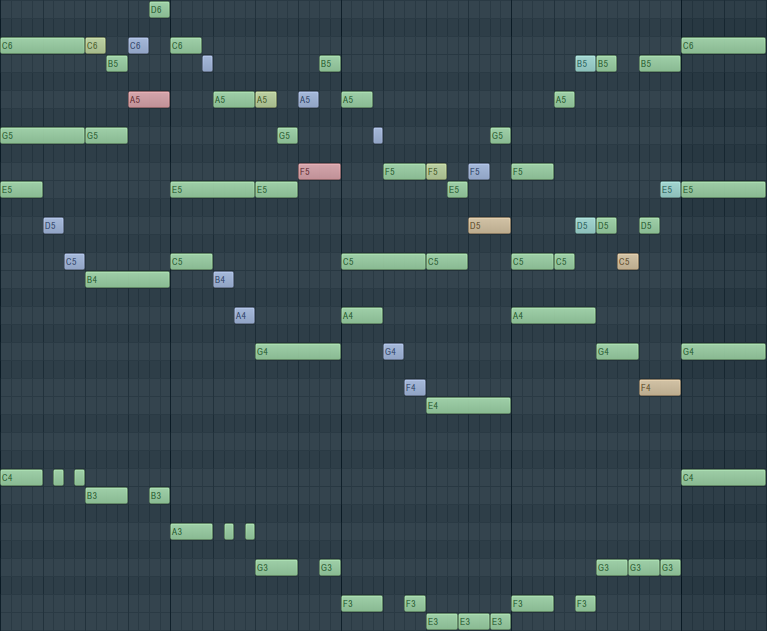 D6
C6 C6 C6 C6 C6
B5 B5 B5 B5 B5
A5 A5 A5 A5 A5 A5
G5 G5 G5 G5
F5 F5 F5 F5 F5
E5 E5 E5 E5 E5 E5
D5 D5 D5 D5 D5
C5 C5 C5 C5 C5 C5 C5
B4 B4
A4 A4 A4
G4 G4 G4 G4
F4 F4
E4
C4 C4
B3 B3
A3
G3 G3 G3 G3 G3
F3 F3 F3 F3
E3 E3 E3